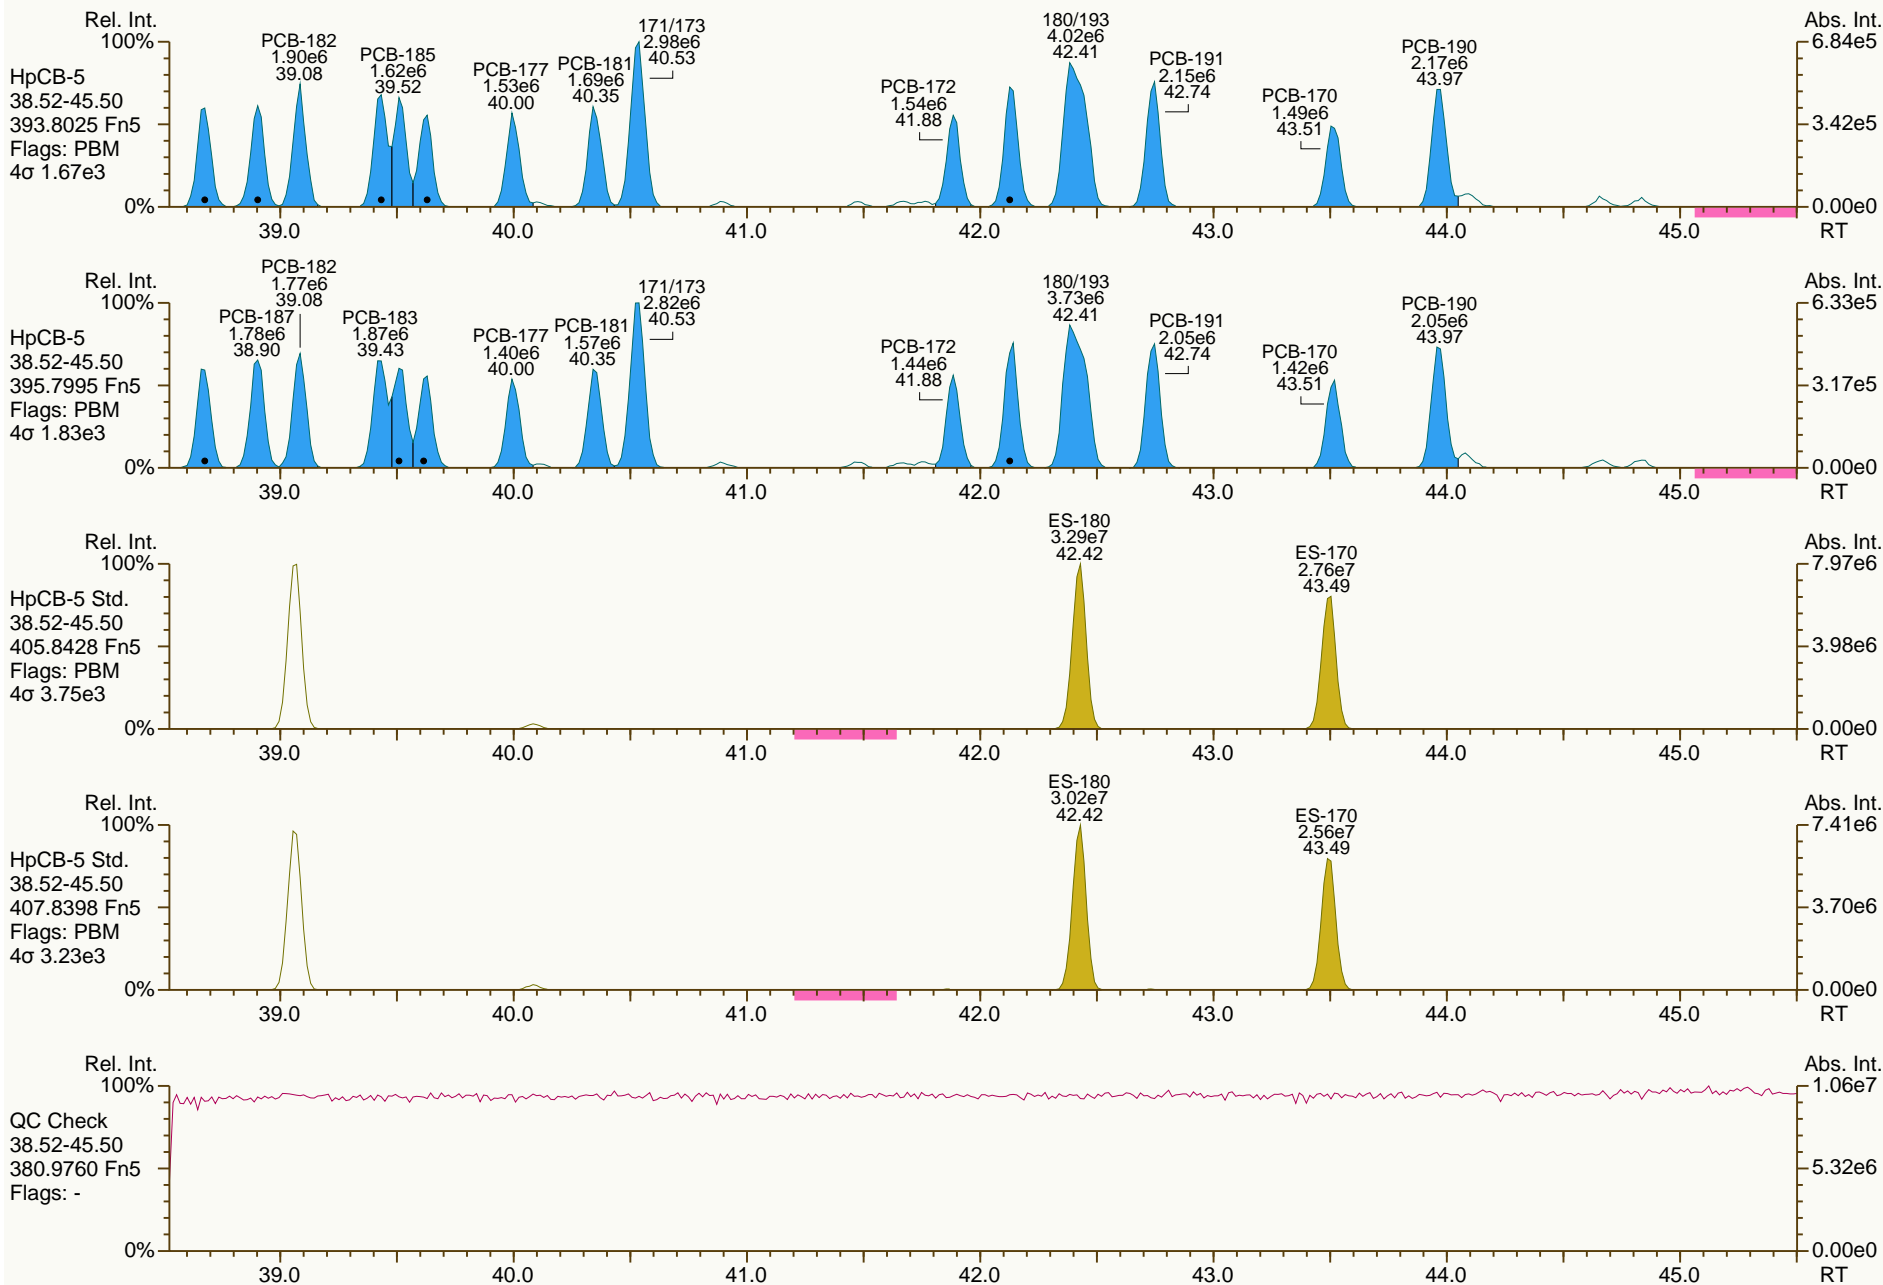 Rel. Int.
Abs. Int.
HpCB-5
38.52-45.50
393.8025 Fn5
Flags: PBM
4σ 1.67e3
100%
50%
0%
PCB-182
1.90e6
39.08
PCB-185
1.62e6
39.52
PCB-177
1.53e6
40.00
PCB-181
1.69e6
40.35
171/173
2.98e6
40.53
PCB-172
1.54e6
41.88
180/193
4.02e6
42.41
PCB-191
2.15e6
42.74
PCB-170
1.49e6
43.51
PCB-190
2.17e6
43.97
6.84e5
3.42e5
0.00e0
39.0 40.0 41.0 42.0 43.0 44.0 45.0 RT
Rel. Int.
Abs. Int.
HpCB-5
38.52-45.50
395.7995 Fn5
Flags: PBM
4σ 1.83e3
100%
50%
0%
PCB-187
1.78e6
38.90
PCB-182
1.77e6
39.08
PCB-183
1.87e6
39.43
PCB-177
1.40e6
40.00
PCB-181
1.57e6
40.35
171/173
2.82e6
40.53
PCB-172
1.44e6
41.88
180/193
3.73e6
42.41
PCB-191
2.05e6
42.74
PCB-170
1.42e6
43.51
PCB-190
2.05e6
43.97
6.33e5
3.17e5
0.00e0
39.0 40.0 41.0 42.0 43.0 44.0 45.0 RT
Rel. Int.
Abs. Int.
HpCB-5 Std.
38.52-45.50
405.8428 Fn5
Flags: PBM
4σ 3.75e3
100%
50%
0%
ES-180
3.29e7
42.42
ES-170
2.76e7
43.49
7.97e6
3.98e6
0.00e0
39.0 40.0 41.0 42.0 43.0 44.0 45.0 RT
Rel. Int.
Abs. Int.
HpCB-5 Std.
38.52-45.50
407.8398 Fn5
Flags: PBM
4σ 3.23e3
100%
50%
0%
ES-180
3.02e7
42.42
ES-170
2.56e7
43.49
7.41e6
3.70e6
0.00e0
39.0 40.0 41.0 42.0 43.0 44.0 45.0 RT
Rel. Int.
Abs. Int.
QC Check
38.52-45.50
380.9760 Fn5
Flags: -
100%
50%
0%
1.06e7
5.32e6
0.00e0
39.0 40.0 41.0 42.0 43.0 44.0 45.0 RT